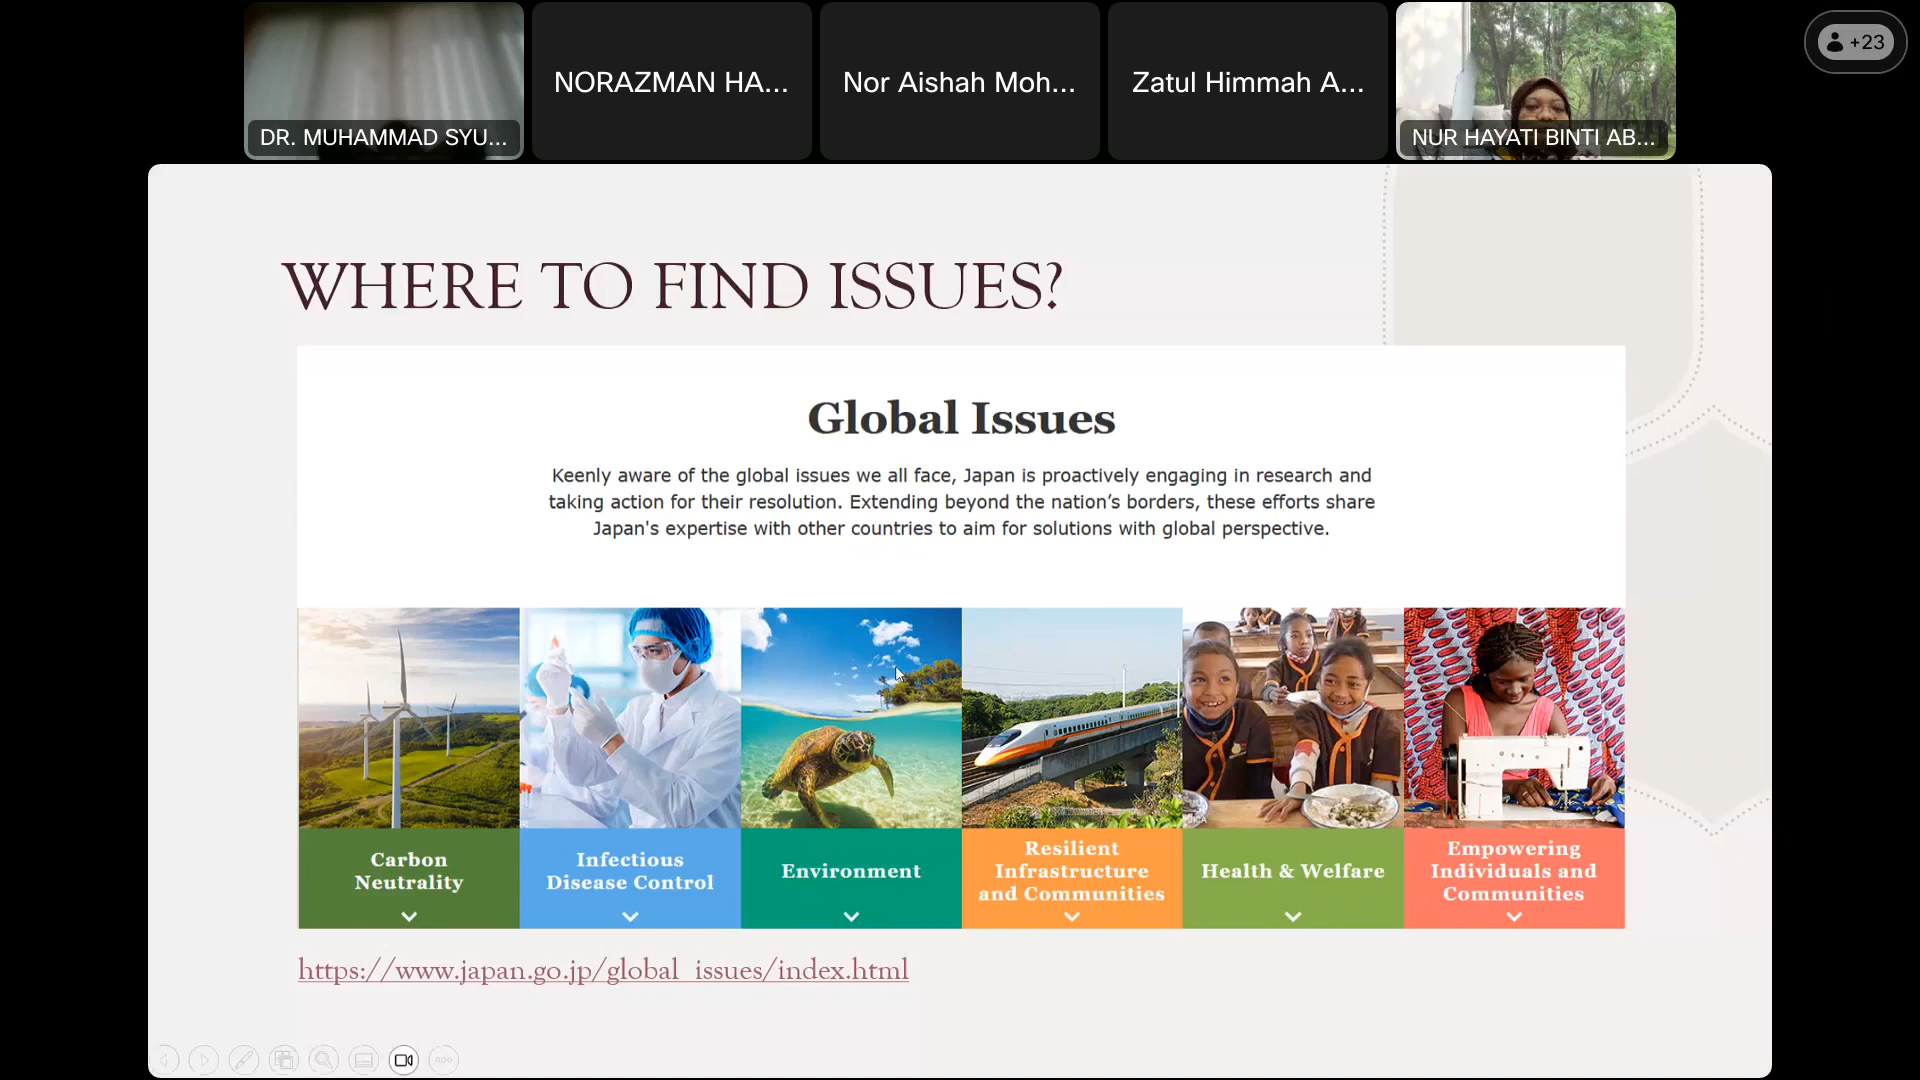 DR. MUHAMMAD SYU...
NORAZMAN HA...
Nor Aishah Moh...
Zatul Himmah A...
NUR HAYATI BINTI AB...
+23
WHERE TO FIND ISSUES?
Global Issues
Keenly aware of the global issues we all face, Japan is proactively engaging in research and
taking action for their resolution. Extending beyond the nation’s borders, these efforts share
Japan's expertise with other countries to aim for solutions with global perspective.
Carbon
Neutrality
Infectious
Disease Control
Environment
Resilient
Infrastructure
and Communities
Health & Welfare
Empowering
Individuals and
Communities
https://www.japan.go.jp/global_issues/index.html